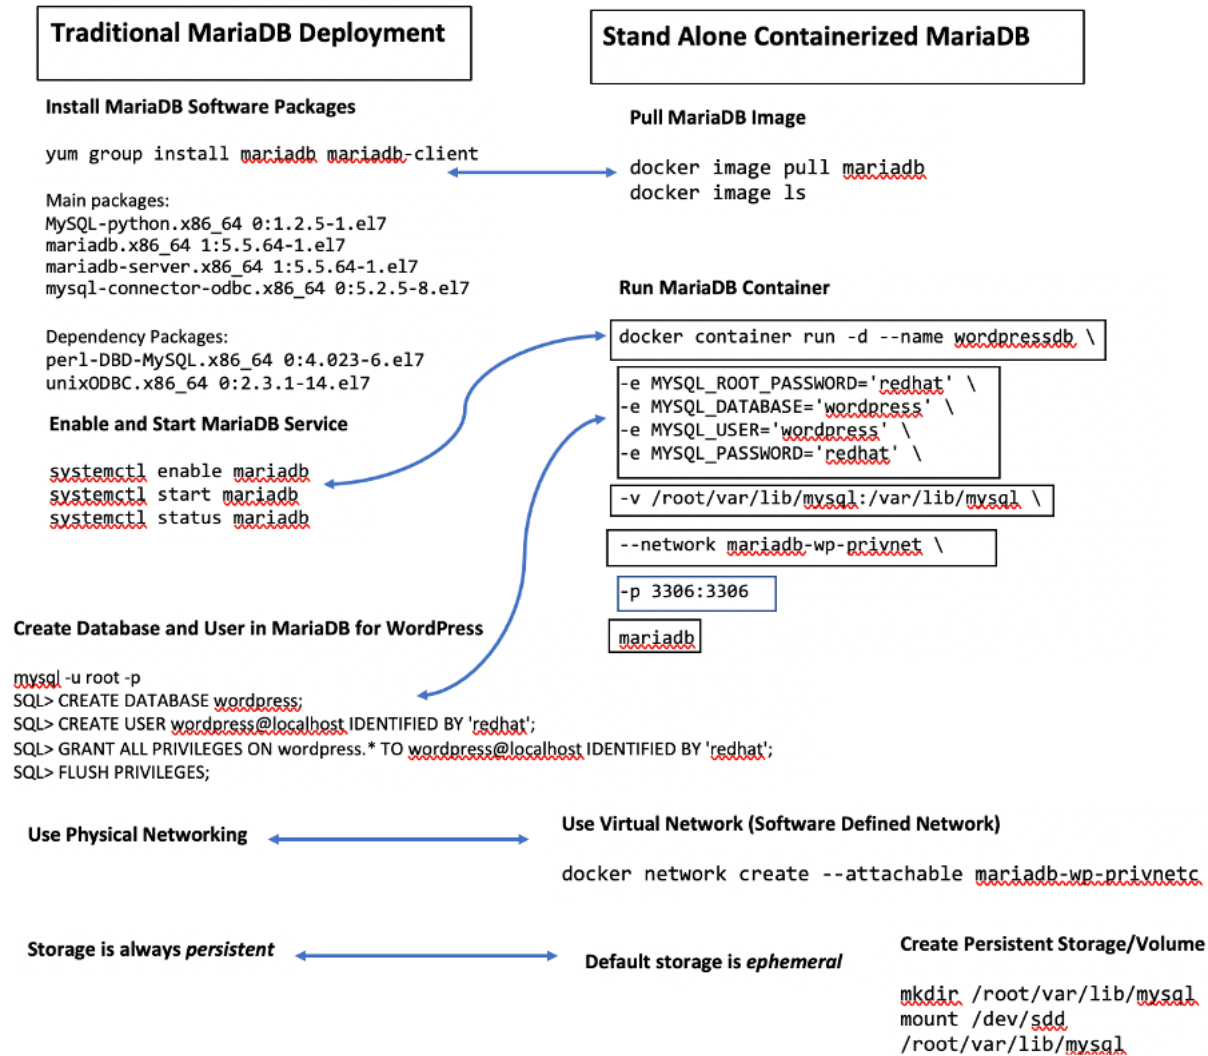 Traditional MariaDB Deployment
Install MariaDB Software Packages
yum group install mariadb mariadb-client
Main packages:
MySQL-python.x86_64 0:1.2.5-1.el7
mariadb.x86_64 1:5.5.64-1.el7
mariadb-server.x86_64 1:5.5.64-1.el7
mysql-connector-odbc.x86_64 0:5.2.5-8.el7
Dependency Packages:
perl-DBD-MySQL.x86_64 0:4.023-6.el7
unixODBC.x86_64 0:2.3.1-14.el7
Enable and Start MariaDB Service
systemctl enable mariadb
systemctl start mariadb
systemctl status mariadb
Create Database and User in MariaDB for WordPress
mysql -u root -p
SQL> CREATE DATABASE wordpress;
SQL> CREATE USER wordpress@localhost IDENTIFIED BY 'redhat';
SQL> GRANT ALL PRIVILEGES ON wordpress.* TO wordpress@localhost IDENTIFIED BY 'redhat';
SQL> FLUSH PRIVILEGES;
Use Physical Networking
Storage is always persistent
Stand Alone Containerized MariaDB
Pull MariaDB Image
docker image pull mariadb
docker image ls
Run MariaDB Container
docker container run -d --name wordpressdb \
-e MYSQL_ROOT_PASSWORD='redhat' \
-e MYSQL_DATABASE='wordpress' \
-e MYSQL_USER='wordpress' \
-e MYSQL_PASSWORD='redhat' \
-v /root/var/lib/mysql:/var/lib/mysql \
--network mariadb-wp-privnet \
-p 3306:3306
mariadb
Use Virtual Network (Software Defined Network)
docker network create --attachable mariadb-wp-privnetc
Default storage is ephemeral
Create Persistent Storage/Volume
mkdir /root/var/lib/mysql
mount /dev/sdd
/root/var/lib/mysql